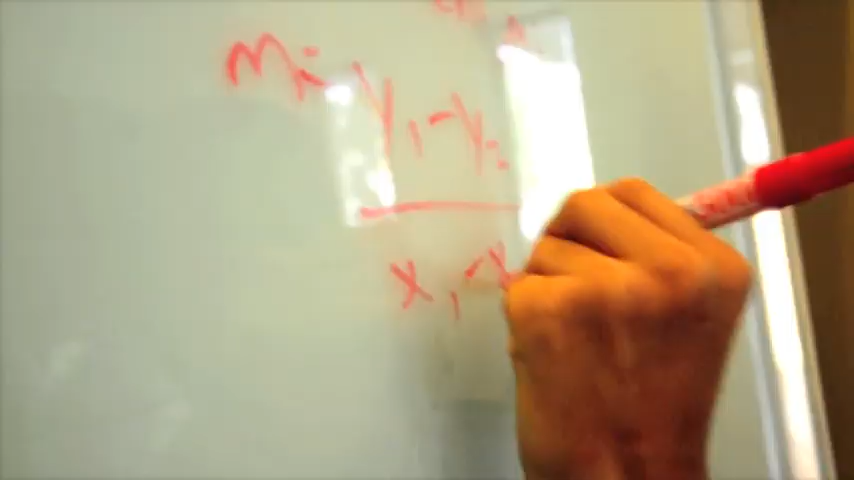 m =
y₁ - y₂
x₁ - x